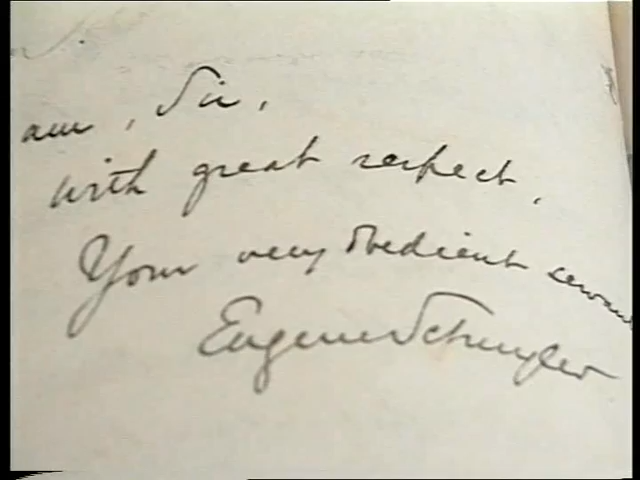 am, Sir,
with great respect,
Your very obedient servant
Eugene Schuyler